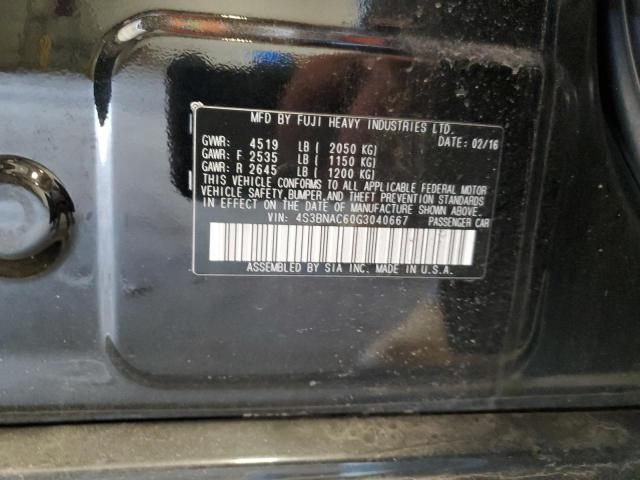 MFD BY FUJI HEAVY INDUSTRIES LTD.
GVWR: 4519 LB ( 2050 KG) DATE: 02/16
GAWR: F 2535 LB ( 1150 KG)
GAWR: R 2645 LB ( 1200 KG)
THIS VEHICLE CONFORMS TO ALL APPLICABLE FEDERAL MOTOR
VEHICLE SAFETY, BUMPER, AND THEFT PREVENTION STANDARDS
IN EFFECT ON THE DATE OF MANUFACTURE SHOWN ABOVE.
VIN: 4S3BNAC60G3040667 PASSENGER CAR
ASSEMBLED BY SIA INC. MADE IN U.S.A.